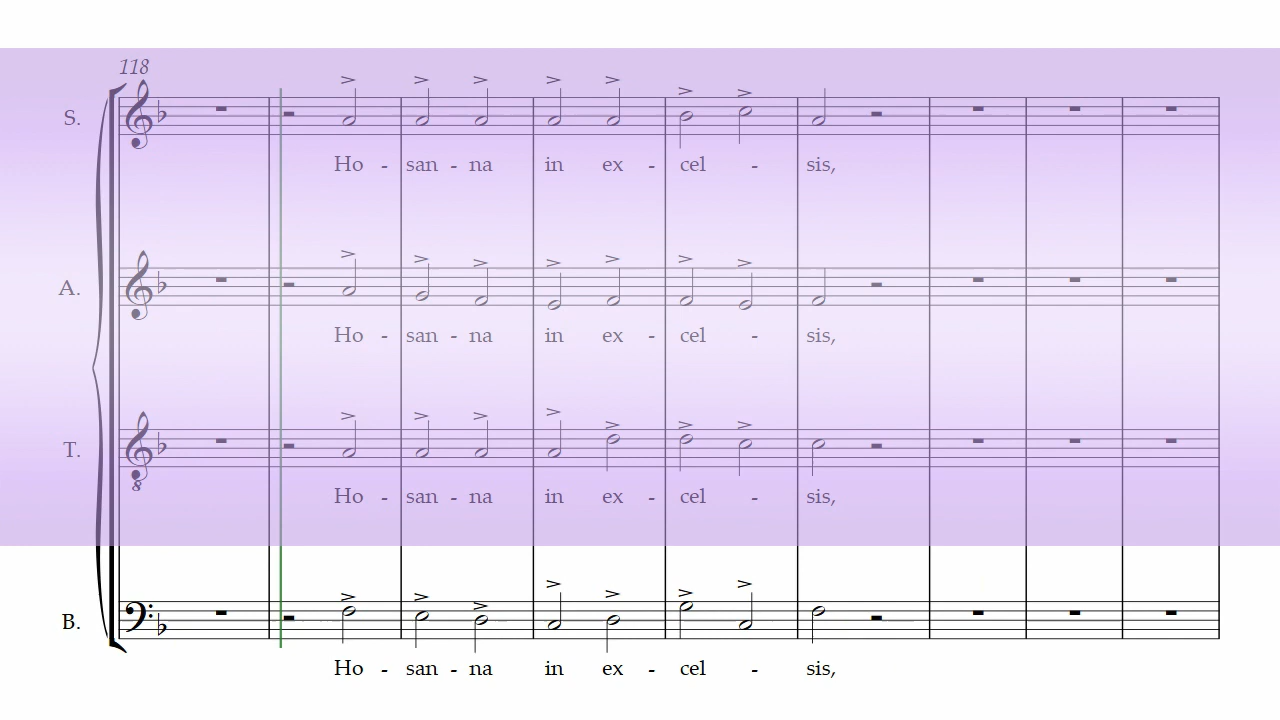 118
S.
Ho - san - na in ex - cel - sis,
A.
Ho - san - na in ex - cel - sis,
T.
8
Ho - san - na in ex - cel - sis,
B.
Ho - san - na in ex - cel - sis,